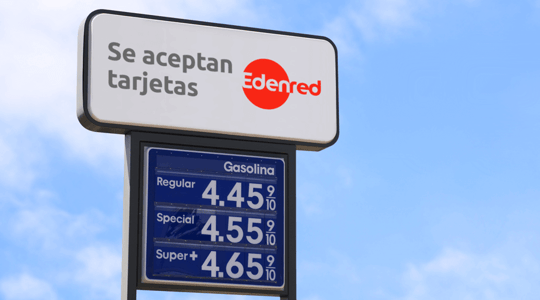 Se aceptan
tarjetas
Edenred
Gasolina
Regular 4.45 9/10
Special 4.55 9/10
Super+ 4.65 9/10